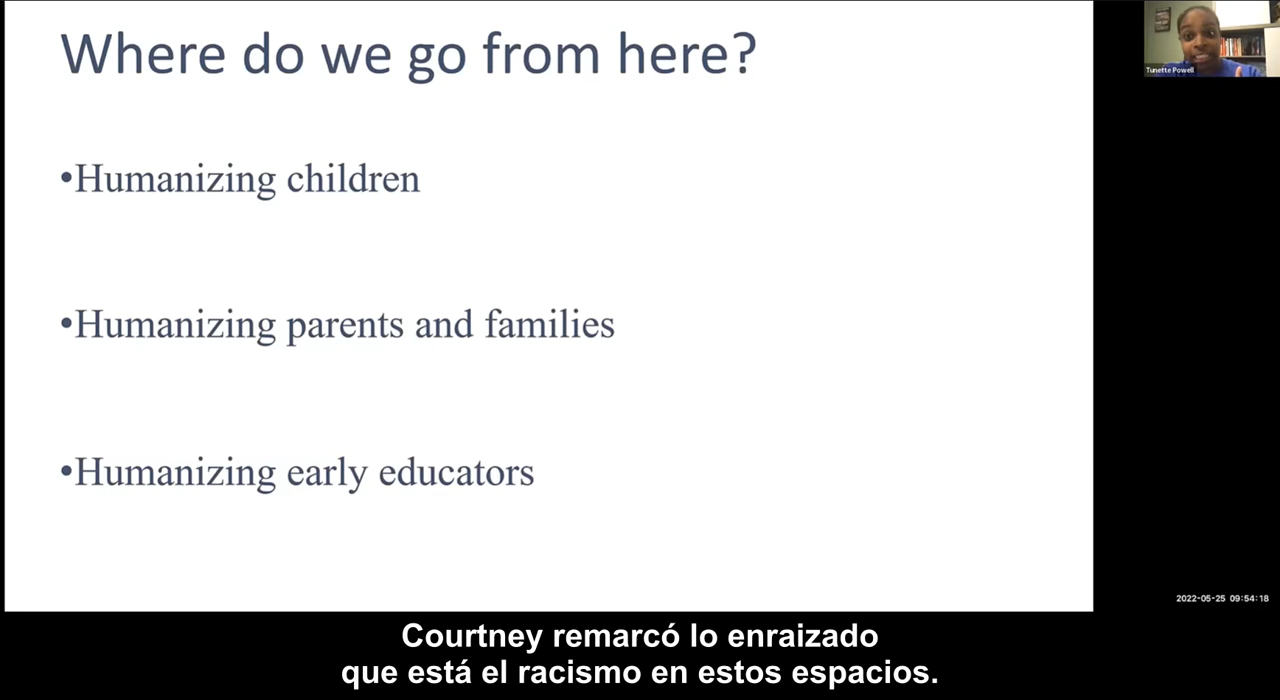 Where do we go from here?
Tunette Powell
•Humanizing children
•Humanizing parents and families
•Humanizing early educators
2022-05-25 09:54:18
Courtney remarcó lo enraizado
que está el racismo en estos espacios.